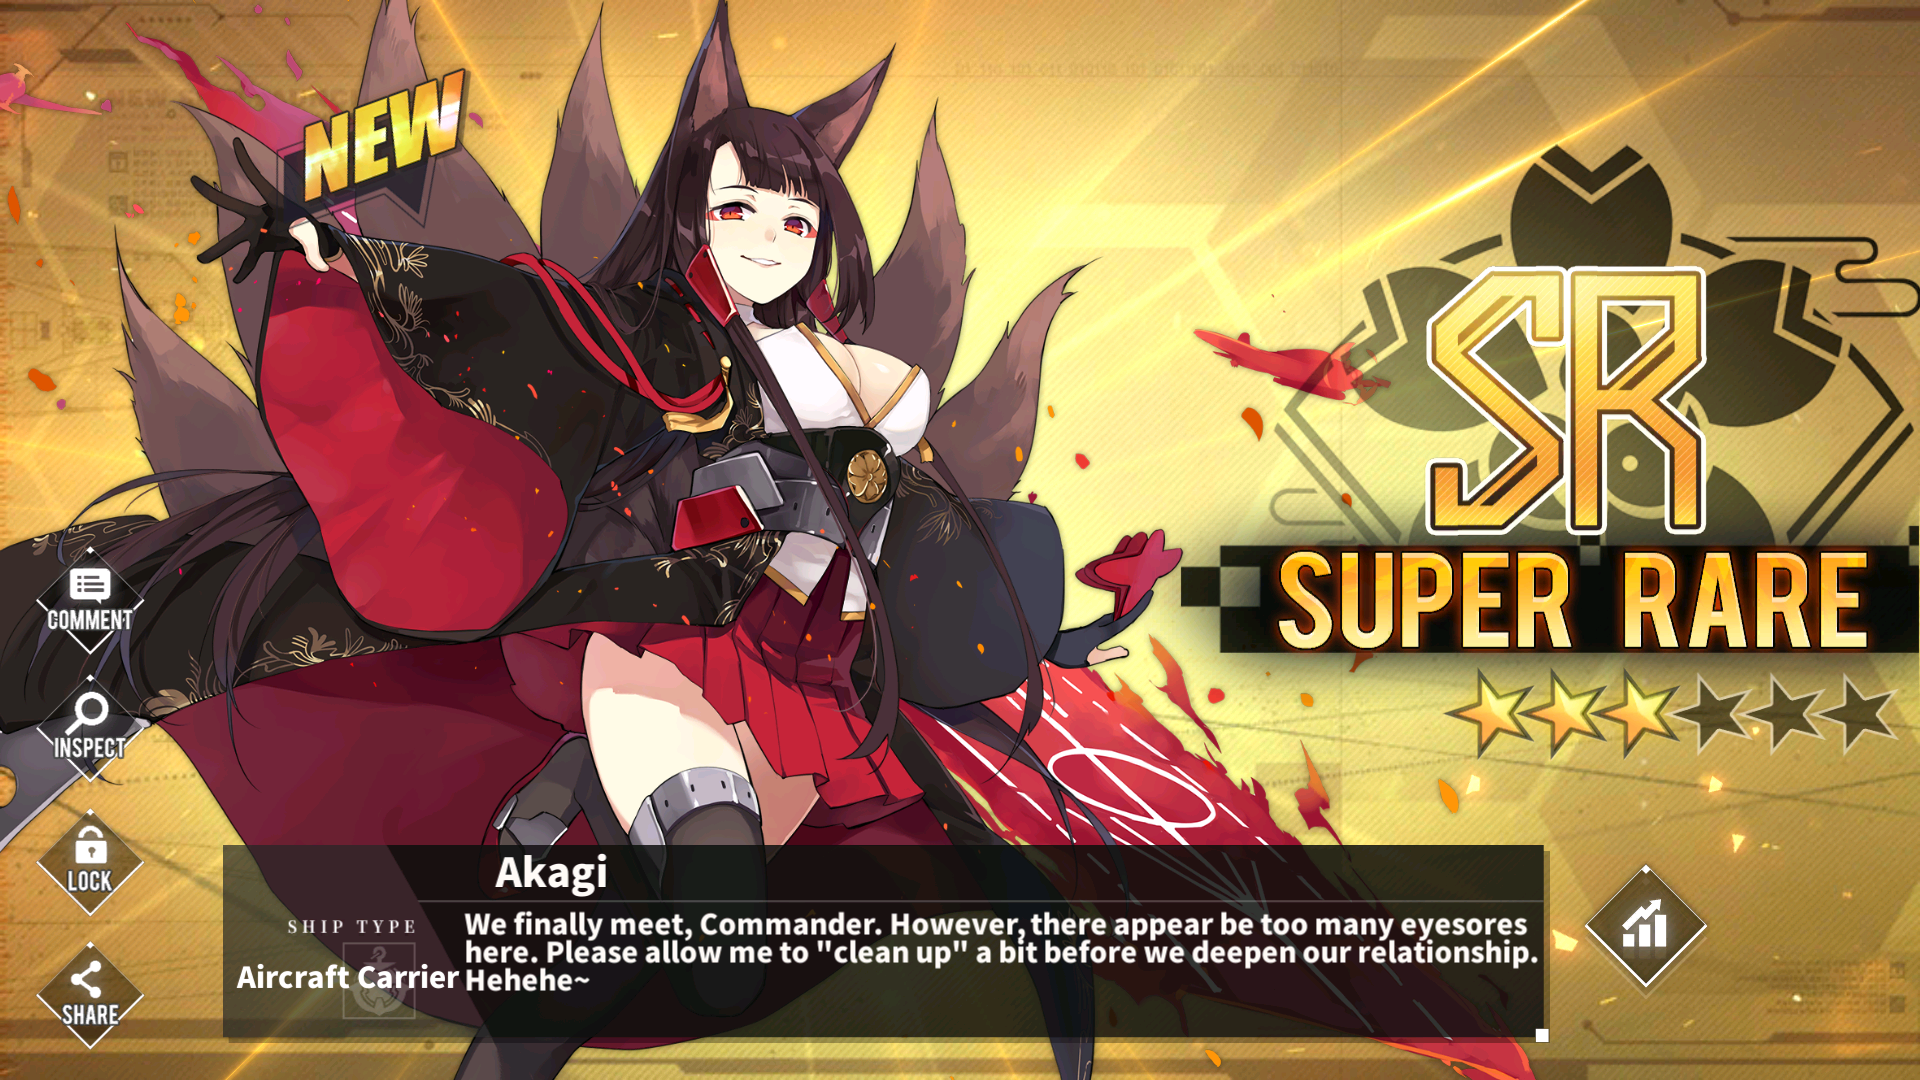 NEW
SR
SUPER RARE
COMMENT
INSPECT
LOCK
SHARE
Akagi
SHIP TYPE
Aircraft Carrier
We finally meet, Commander. However, there appear be too many eyesores
here. Please allow me to "clean up" a bit before we deepen our relationship.
Hehehe~